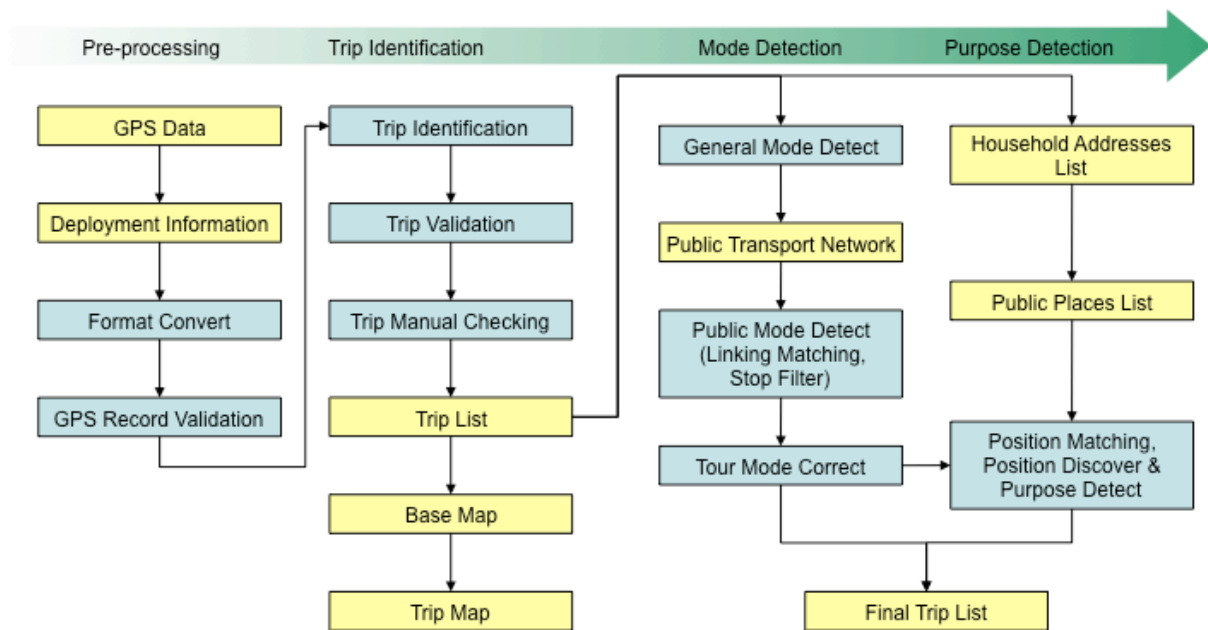 Pre-processing
Trip Identification
Mode Detection
Purpose Detection
GPS Data
Deployment Information
Format Convert
GPS Record Validation
Trip Identification
Trip Validation
Trip Manual Checking
Trip List
Base Map
Trip Map
General Mode Detect
Public Transport Network
Public Mode Detect
(Linking Matching,
Stop Filter)
Tour Mode Correct
Household Addresses
List
Public Places List
Position Matching,
Position Discover &
Purpose Detect
Final Trip List